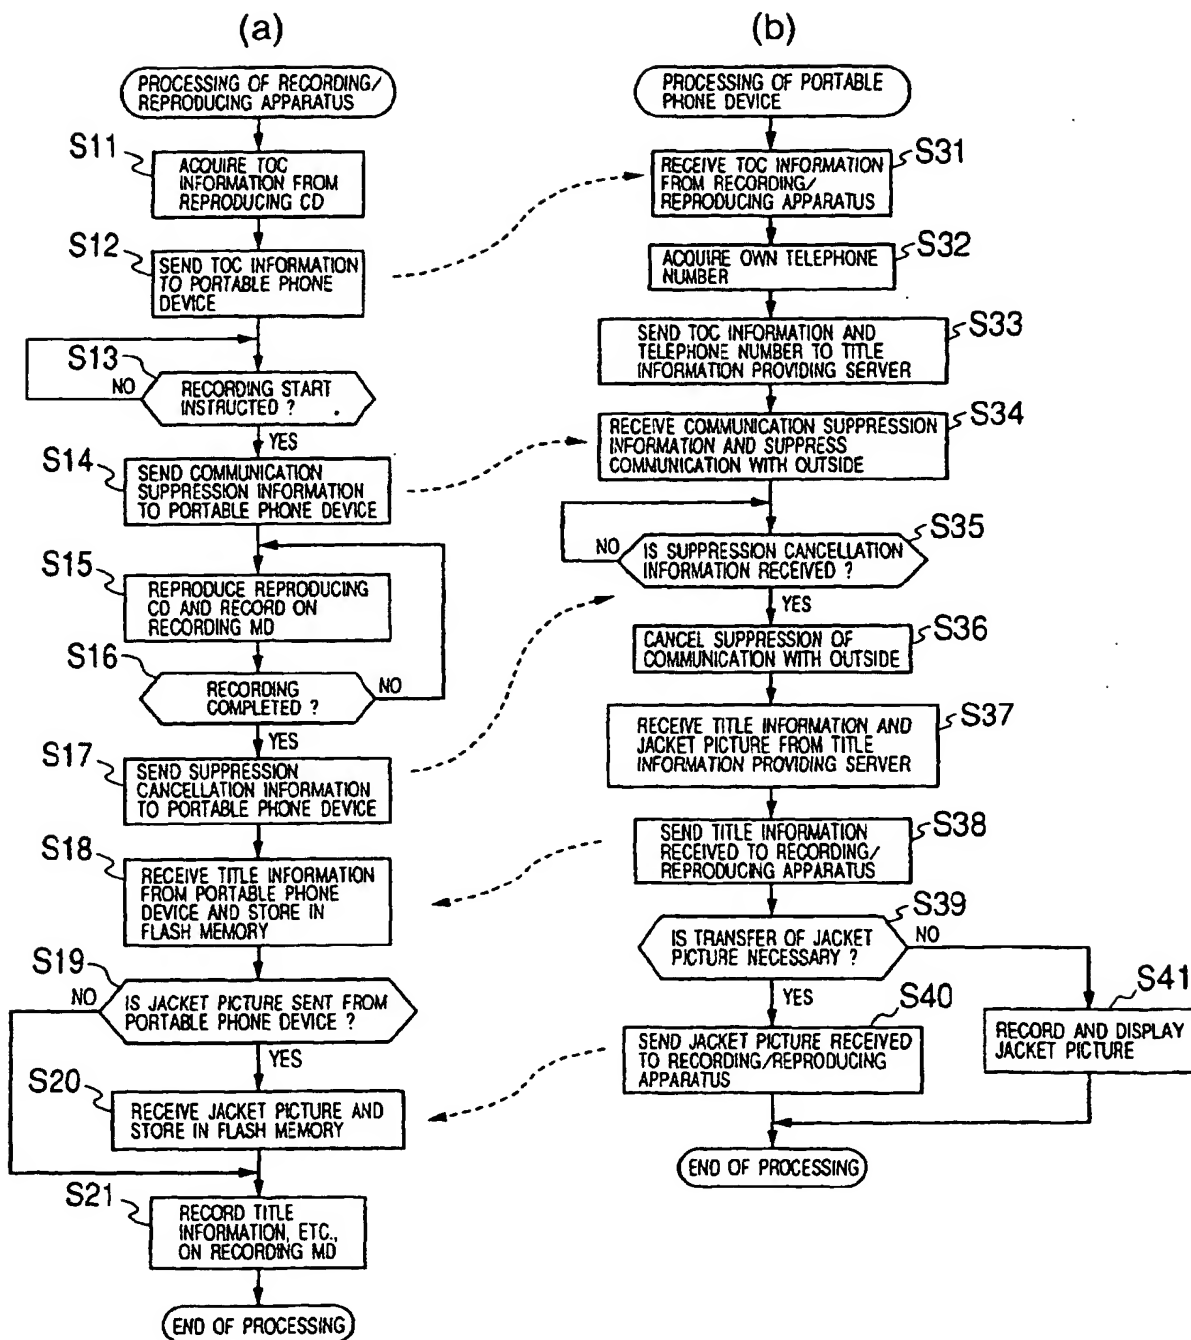 (a)
PROCESSING OF RECORDING/
REPRODUCING APPARATUS
S11
ACQUIRE TOC
INFORMATION FROM
REPRODUCING CD
S12
SEND TOC INFORMATION
TO PORTABLE PHONE
DEVICE
S13
NO
RECORDING START
INSTRUCTED ?
YES
S14
SEND COMMUNICATION
SUPPRESSION INFORMATION
TO PORTABLE PHONE DEVICE
S15
REPRODUCE REPRODUCING
CD AND RECORD ON
RECORDING MD
S16
RECORDING
COMPLETED ?
NO
YES
S17
SEND SUPPRESSION
CANCELLATION INFORMATION
TO PORTABLE PHONE DEVICE
S18
RECEIVE TITLE INFORMATION
FROM PORTABLE PHONE
DEVICE AND STORE IN
FLASH MEMORY
S19
NO
IS JACKET PICTURE SENT FROM
PORTABLE PHONE DEVICE ?
YES
S20
RECEIVE JACKET PICTURE AND
STORE IN FLASH MEMORY
S21
RECORD TITLE
INFORMATION, ETC.,
ON RECORDING MD
END OF PROCESSING
(b)
PROCESSING OF PORTABLE
PHONE DEVICE
S31
RECEIVE TOC INFORMATION
FROM RECORDING/
REPRODUCING APPARATUS
S32
ACQUIRE OWN TELEPHONE
NUMBER
S33
SEND TOC INFORMATION AND
TELEPHONE NUMBER TO TITLE
INFORMATION PROVIDING SERVER
S34
RECEIVE COMMUNICATION SUPPRESSION
INFORMATION AND SUPPRESS
COMMUNICATION WITH OUTSIDE
S35
NO
IS SUPPRESSION CANCELLATION
INFORMATION RECEIVED ?
YES
S36
CANCEL SUPPRESSION OF
COMMUNICATION WITH OUTSIDE
S37
RECEIVE TITLE INFORMATION AND
JACKET PICTURE FROM TITLE
INFORMATION PROVIDING SERVER
S38
SEND TITLE INFORMATION
RECEIVED TO RECORDING/
REPRODUCING APPARATUS
S39
IS TRANSFER OF JACKET
PICTURE NECESSARY ?
NO
YES
S40
SEND JACKET PICTURE RECEIVED
TO RECORDING/REPRODUCING
APPARATUS
S41
RECORD AND DISPLAY
JACKET PICTURE
END OF PROCESSING